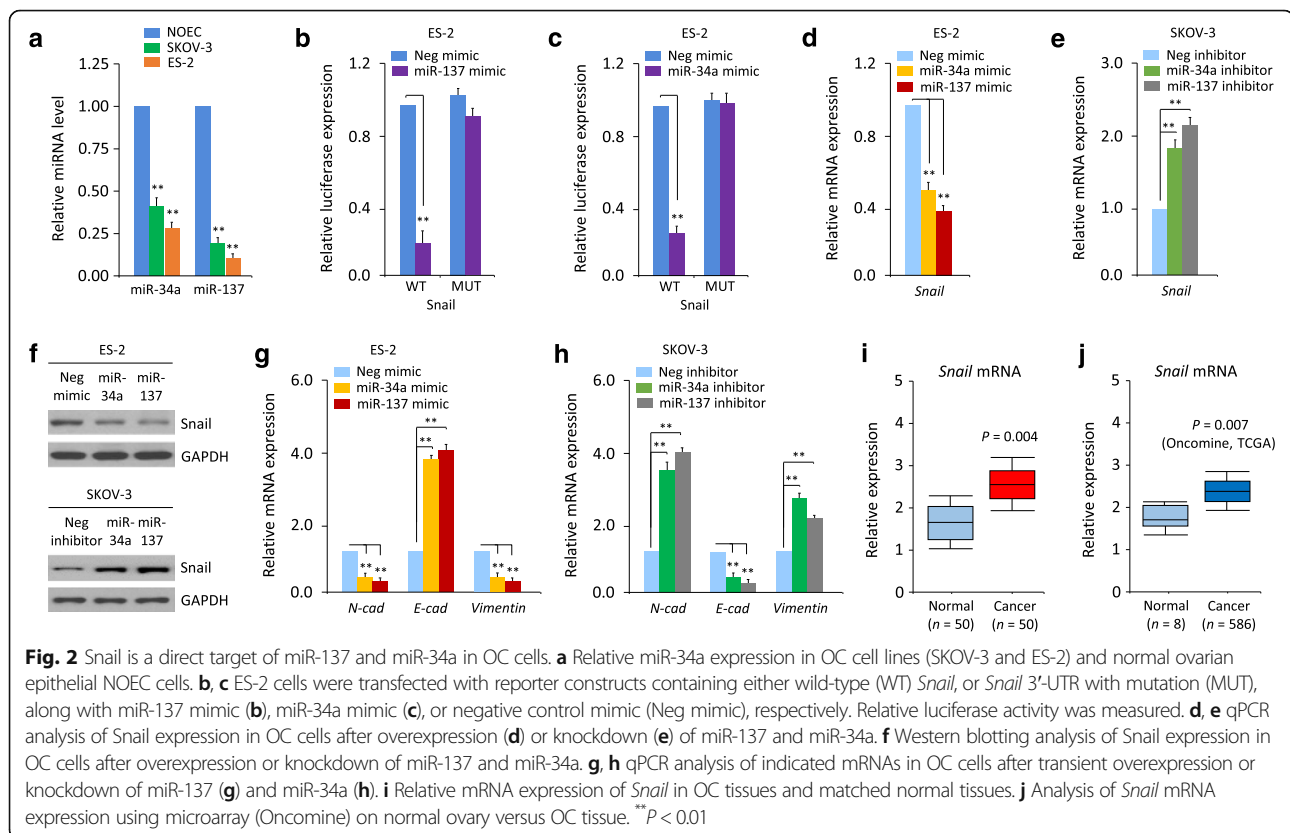 a
NOEC
SKOV-3
ES-2
Relative miRNA level
1.25
1.00
0.75
0.50
0.25
0.00
** ** ** **
miR-34a miR-137
b
ES-2
Neg mimic
miR-137 mimic
Relative luciferase expression
1.2
0.9
0.6
0.3
0.0
**
WT MUT
Snail
c
ES-2
Neg mimic
miR-34a mimic
Relative luciferase expression
1.2
0.9
0.6
0.3
0.0
**
WT MUT
Snail
d
ES-2
Neg mimic
miR-34a mimic
miR-137 mimic
Relative mRNA expression
1.2
0.8
0.4
0.0
** **
Snail
e
SKOV-3
Neg inhibitor
miR-34a inhibitor
miR-137 inhibitor
Relative mRNA expression
3.0
2.0
1.0
0.0
**
**
Snail
f
ES-2
Neg miR- miR-
mimic 34a 137
Snail
GAPDH
SKOV-3
Neg miR- miR-
inhibitor 34a 137
Snail
GAPDH
g
ES-2
Neg mimic
miR-34a mimic
miR-137 mimic
Relative mRNA expression
6.0
4.0
2.0
0.0
** ** ** ** ** **
N-cad E-cad Vimentin
h
SKOV-3
Neg inhibitor
miR-34a inhibitor
miR-137 inhibitor
Relative mRNA expression
6.0
4.0
2.0
0.0
** ** ** ** ** **
N-cad E-cad Vimentin
i
Snail mRNA
Relative expression
5
4
3
2
1
0
P = 0.004
Normal Cancer
(n = 50) (n = 50)
j
Snail mRNA
Relative expression
5
4
3
2
1
0
P = 0.007
(Oncomine, TCGA)
Normal Cancer
(n = 8) (n = 586)
Fig. 2 Snail is a direct target of miR-137 and miR-34a in OC cells. a Relative miR-34a expression in OC cell lines (SKOV-3 and ES-2) and normal ovarian
epithelial NOEC cells. b, c ES-2 cells were transfected with reporter constructs containing either wild-type (WT) Snail, or Snail 3′-UTR with mutation (MUT),
along with miR-137 mimic (b), miR-34a mimic (c), or negative control mimic (Neg mimic), respectively. Relative luciferase activity was measured. d, e qPCR
analysis of Snail expression in OC cells after overexpression (d) or knockdown (e) of miR-137 and miR-34a. f Western blotting analysis of Snail expression in
OC cells after overexpression or knockdown of miR-137 and miR-34a. g, h qPCR analysis of indicated mRNAs in OC cells after transient overexpression or
knockdown of miR-137 (g) and miR-34a (h). i Relative mRNA expression of Snail in OC tissues and matched normal tissues. j Analysis of Snail mRNA
expression using microarray (Oncomine) on normal ovary versus OC tissue. **P < 0.01